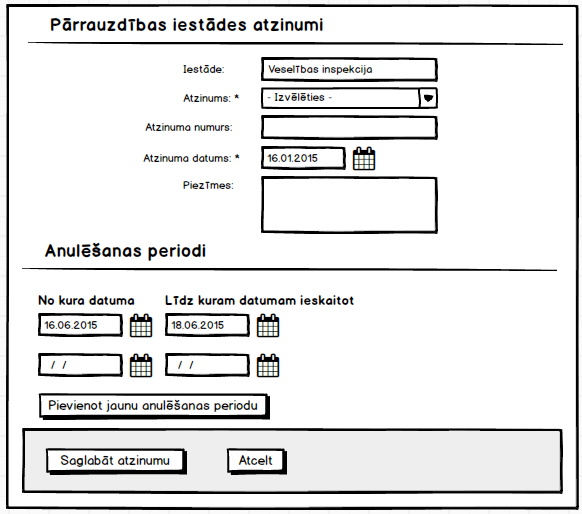 Pārrauzdības iestādes atzinumi
Iestāde: Veselības inspekcija
Atzinums: * - Izvēlēties -
Atzinuma numurs:
Atzinuma datums: * 16.01.2015
Piezīmes:
Anulēšanas periodi
No kura datuma Līdz kuram datumam ieskaitot
16.06.2015 18.06.2015
/ / / /
Pievienot jaunu anulēšanas periodu
Saglabāt atzinumu Atcelt